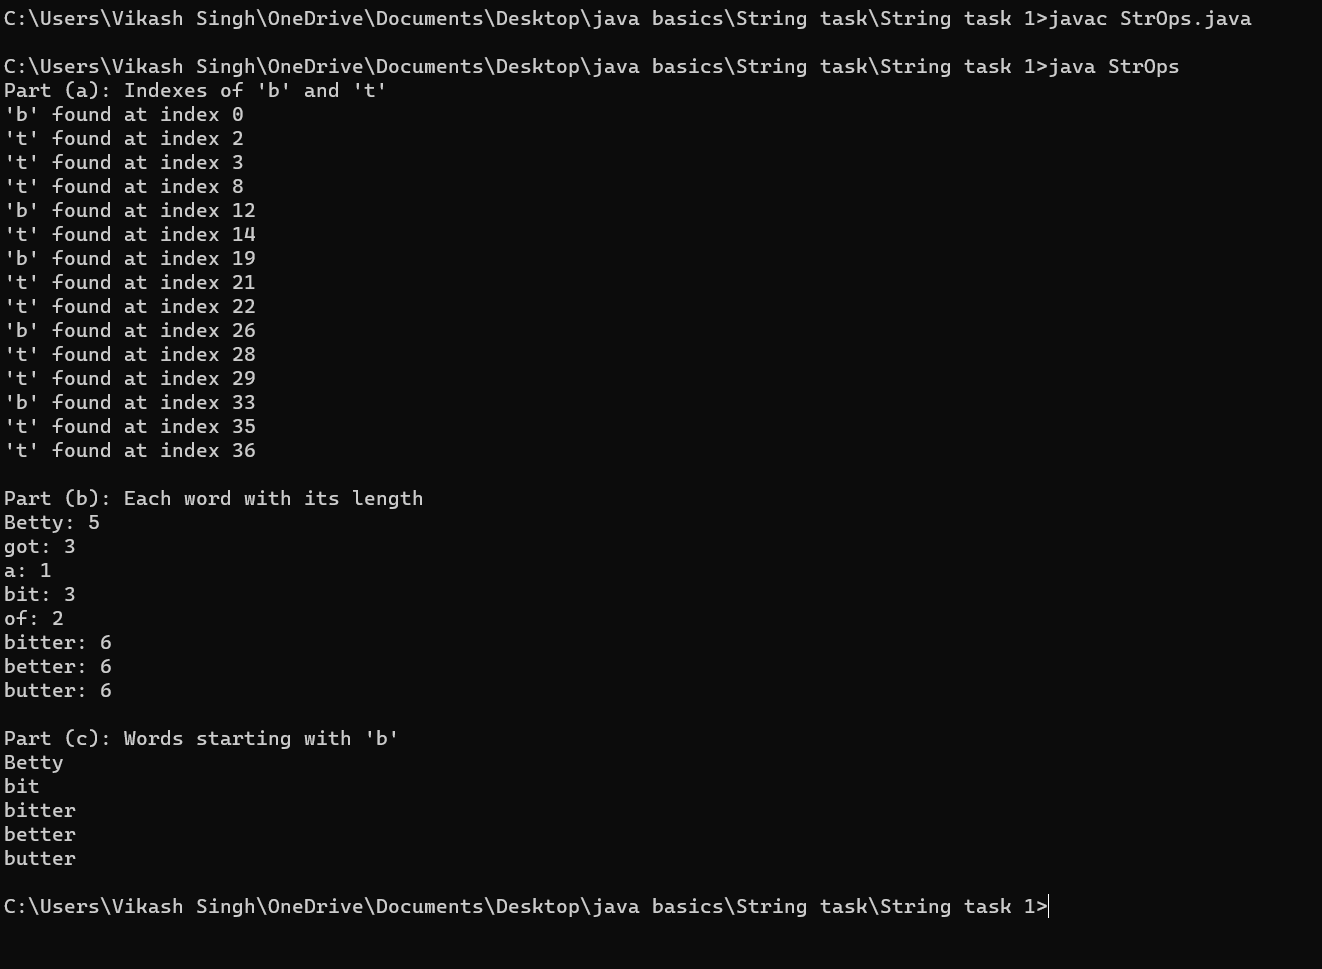 C:\Users\Vikash Singh\OneDrive\Documents\Desktop\java basics\String task\String task 1>javac StrOps.java
C:\Users\Vikash Singh\OneDrive\Documents\Desktop\java basics\String task\String task 1>java StrOps
Part (a): Indexes of 'b' and 't'
'b' found at index 0
't' found at index 2
't' found at index 3
't' found at index 8
'b' found at index 12
't' found at index 14
'b' found at index 19
't' found at index 21
't' found at index 22
'b' found at index 26
't' found at index 28
't' found at index 29
'b' found at index 33
't' found at index 35
't' found at index 36
Part (b): Each word with its length
Betty: 5
got: 3
a: 1
bit: 3
of: 2
bitter: 6
better: 6
butter: 6
Part (c): Words starting with 'b'
Betty
bit
bitter
better
butter
C:\Users\Vikash Singh\OneDrive\Documents\Desktop\java basics\String task\String task 1>